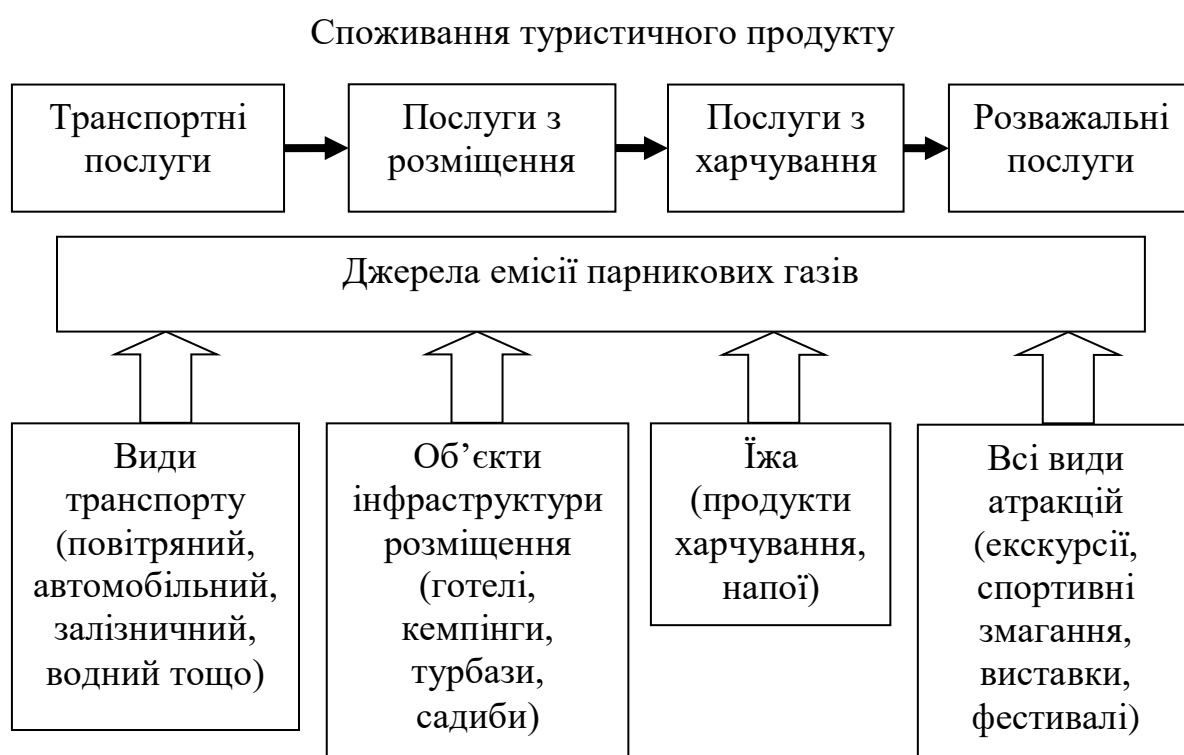 Споживання туристичного продукту
Транспортні
послуги
Послуги з
розміщення
Послуги з
харчування
Розважальні
послуги
Джерела емісії парникових газів
Види
транспорту
(повітряний,
автомобільний,
залізничний,
водний тощо)
Об’єкти
інфраструктури
розміщення
(готелі,
кемпінги,
турбази,
садиби)
Їжа
(продукти
харчування,
напої)
Всі види
атракцій
(екскурсії,
спортивні
змагання,
виставки,
фестивалі)